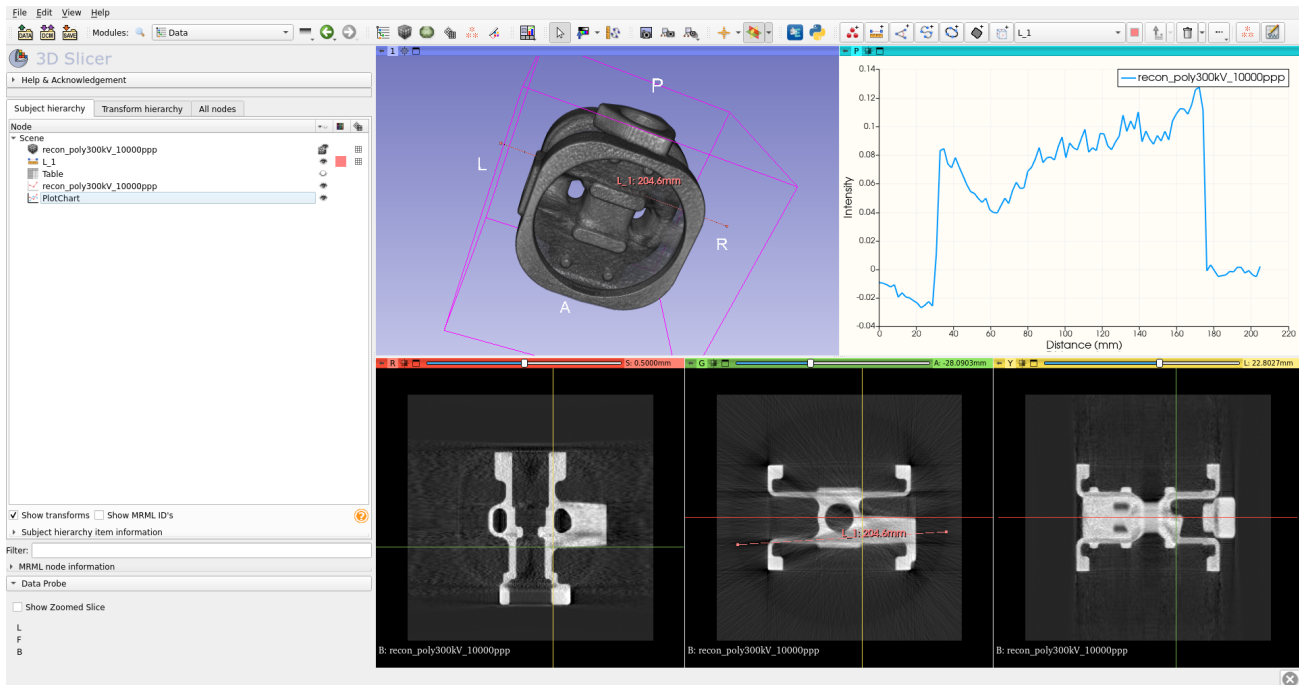 File Edit View Help
DATA DCM SAVE Modules: Data L_1
3D Slicer
Help & Acknowledgement
Subject hierarchy Transform hierarchy All nodes
Node
Scene
recon_poly300kV_10000ppp
L_1
Table
recon_poly300kV_10000ppp
PlotChart
Show transforms Show MRML ID's
Subject hierarchy item information
Filter:
MRML node information
Data Probe
Show Zoomed Slice
L
F
B
1
P
L
L_1: 204.6mm
R
A
P
recon_poly300kV_10000ppp
0.14
0.12
0.1
0.08
0.06
0.04
0.02
0
-0.02
-0.04
Intensity
0 20 40 60 80 100 120 140 160 180 200 220
Distance (mm)
R S: 0.5000mm
B: recon_poly300kV_10000ppp
G A: -28.0903mm
L_1: 204.6mm
B: recon_poly300kV_10000ppp
Y L: 22.8027mm
B: recon_poly300kV_10000ppp